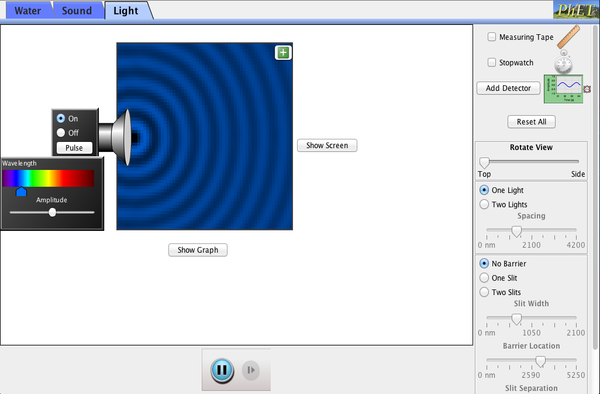 Water Sound Light
PhET
Measuring Tape
Stopwatch
Add Detector
Reset All
Rotate View
Top Side
One Light
Two Lights
Spacing
0 nm 2100 4200
No Barrier
One Slit
Two Slits
Slit Width
0 nm 1050 2100
Barrier Location
0 nm 2590 5250
Slit Separation
On
Off
Pulse
Wavelength
Amplitude
Show Screen
Show Graph